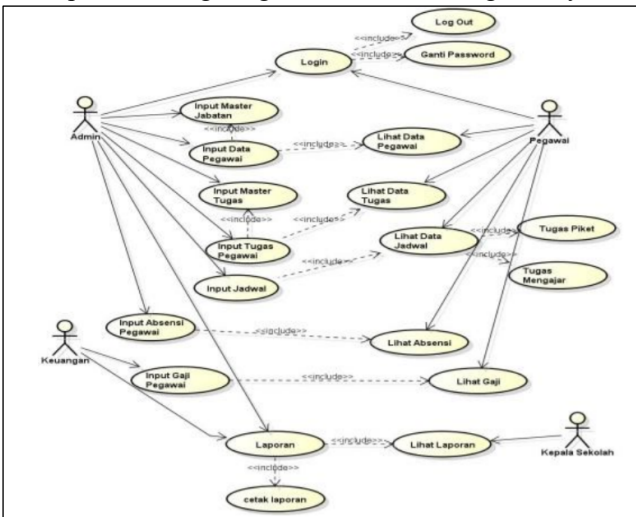 Log Out
<<include>>
Login
<<include>>
Ganti Password
Admin
Pegawai
Input Master
Jabatan
<<include>>
Input Data
Pegawai
<<include>>
Lihat Data
Pegawai
Input Master
Tugas
Lihat Data
Tugas
<<include>>
<<include>>
Input Tugas
Pegawai
Lihat Data
Jadwal
<<include>>
Tugas Piket
<<include>>
Tugas
Mengajar
Input Jadwal
<<include>>
Input Absensi
Pegawai
<<include>>
Lihat Absensi
Keuangan
Input Gaji
Pegawai
<<include>>
Lihat Gaji
Laporan
<<include>>
Lihat Laporan
Kepala Sekolah
<<include>>
cetak laporan